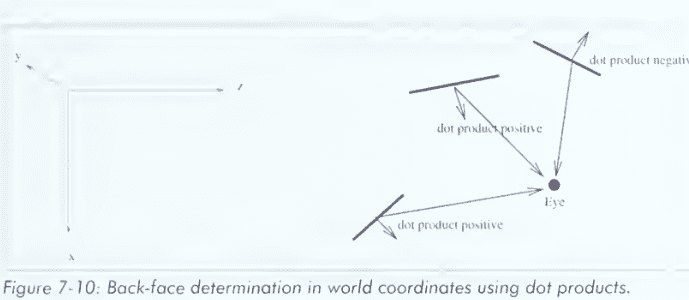 y
z
x
dot product negativ
dot product positive
dot product positive
Eye
Figure 7-10: Back-face determination in world coordinates using dot products.